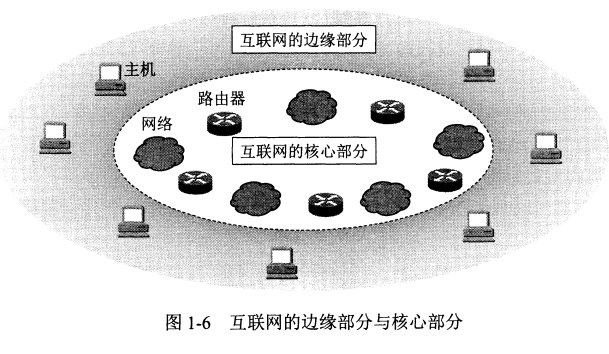 互联网的边缘部分
主机
路由器
网络
互联网的核心部分
图 1-6 互联网的边缘部分与核心部分